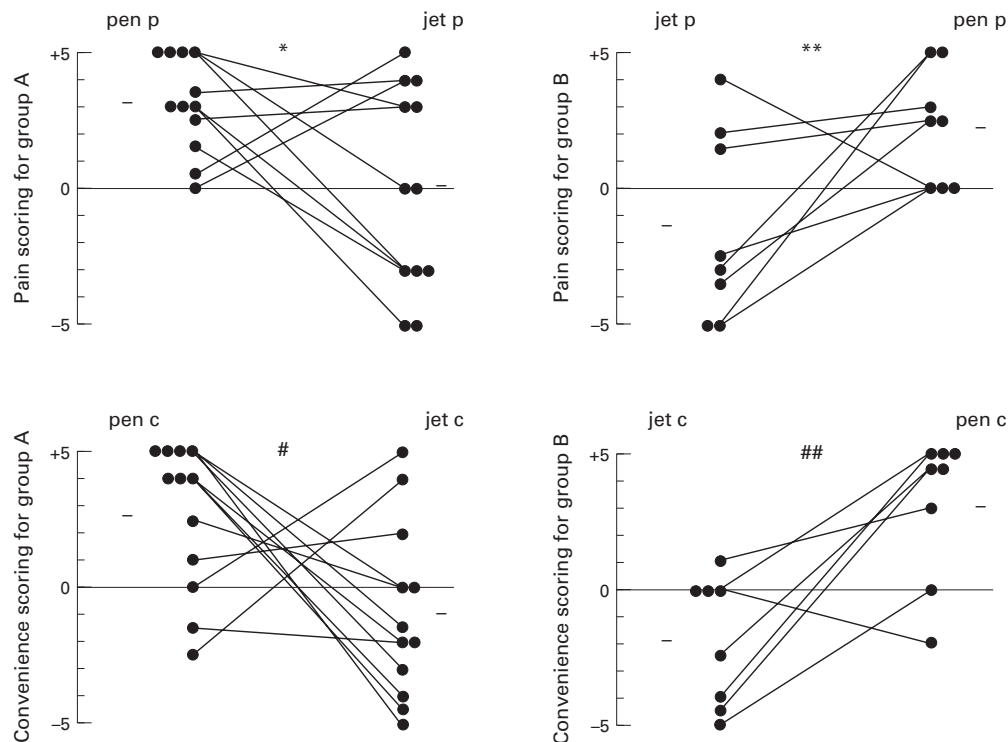 pen p
jet p
+5
*
0
–5
Pain scoring for group A
jet p
pen p
+5
**
0
–5
Pain scoring for group B
pen c
jet c
+5
#
0
–5
Convenience scoring for group A
jet c
pen c
+5
##
0
–5
Convenience scoring for group B